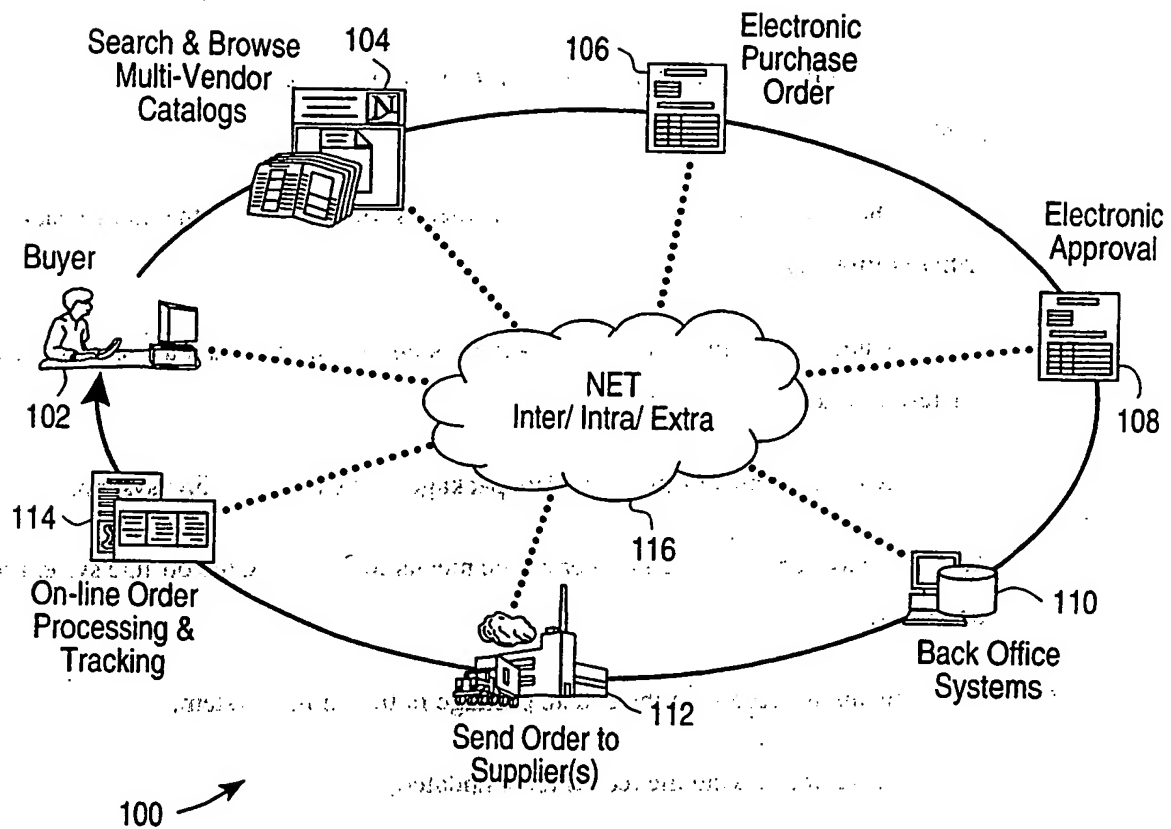 Search & Browse
Multi-Vendor
Catalogs
104
106
Electronic
Purchase
Order
Electronic
Approval
108
Buyer
102
NET
Inter/ Intra/ Extra
116
114
On-line Order
Processing &
Tracking
110
Back Office
Systems
112
Send Order to
Supplier(s)
100